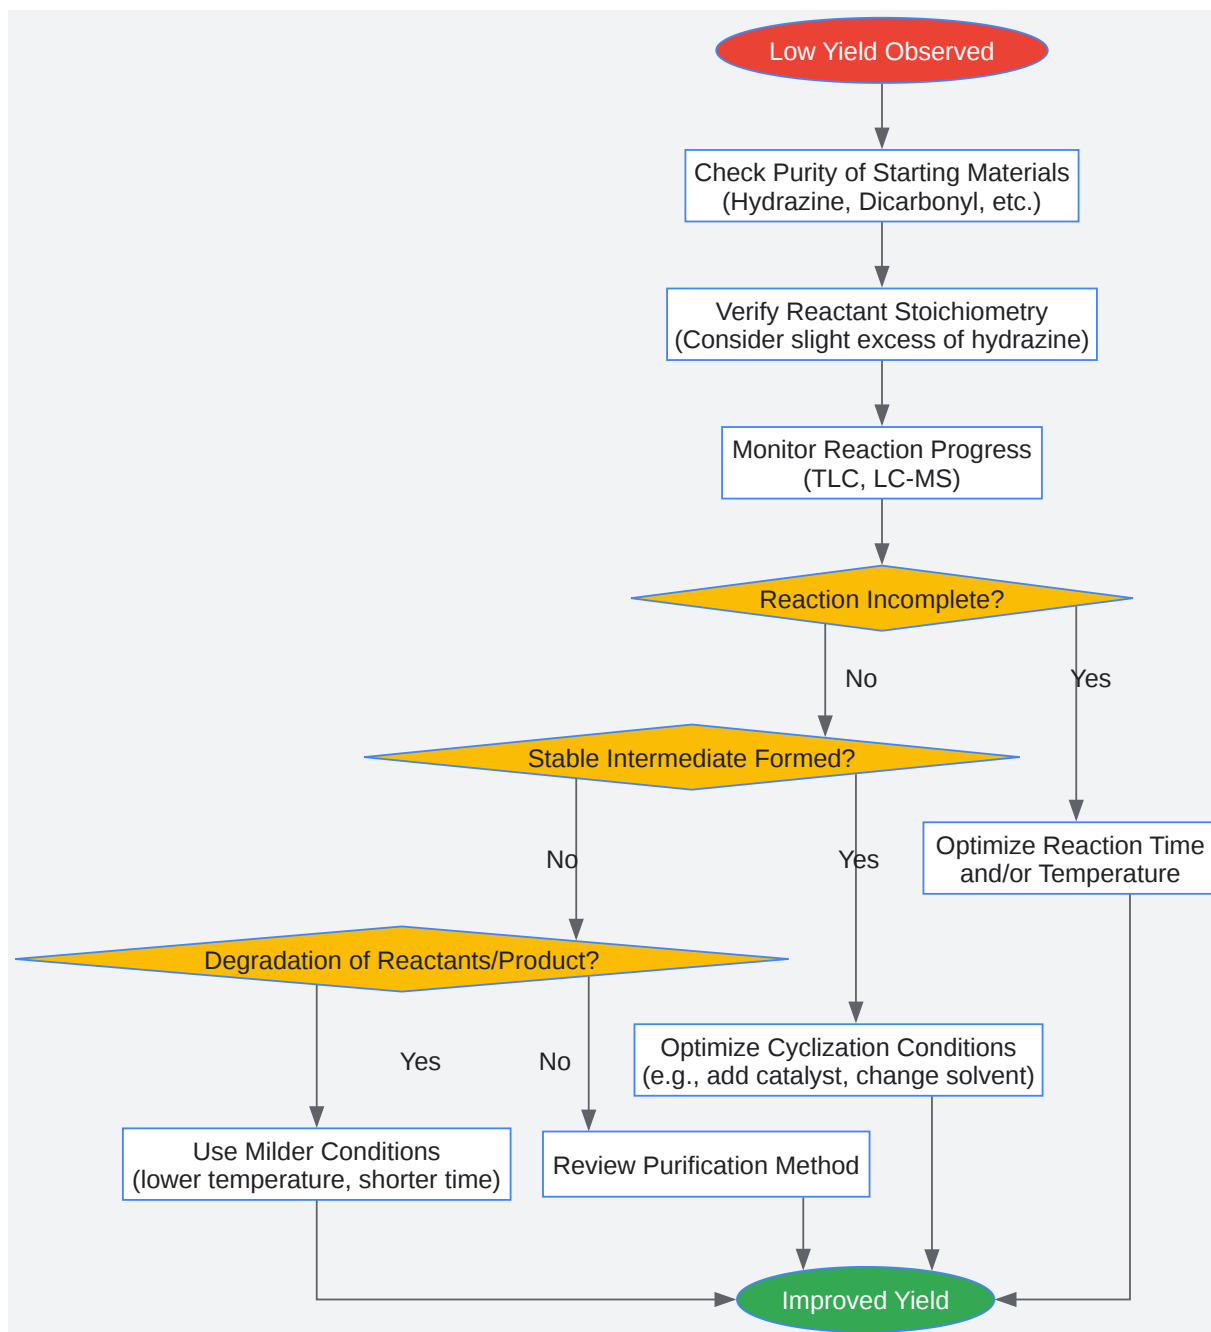 Low Yield Observed
Check Purity of Starting Materials
(Hydrazine, Dicarbonyl, etc.)
Verify Reactant Stoichiometry
(Consider slight excess of hydrazine)
Monitor Reaction Progress
(TLC, LC-MS)
Reaction Incomplete?
No
Yes
Stable Intermediate Formed?
No
Yes
Optimize Reaction Time
and/or Temperature
Degradation of Reactants/Product?
Yes
No
Optimize Cyclization Conditions
(e.g., add catalyst, change solvent)
Use Milder Conditions
(lower temperature, shorter time)
Review Purification Method
Improved Yield